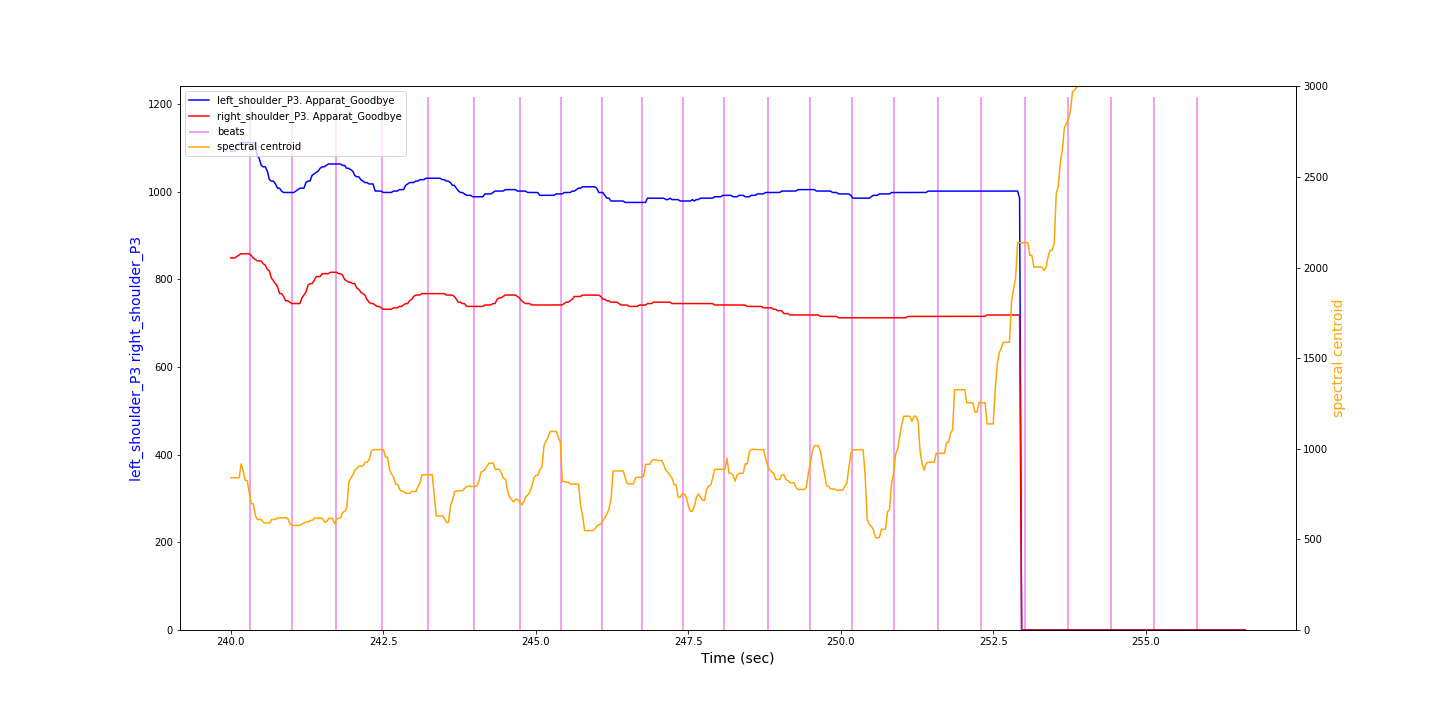 left_shoulder_P3. Apparat_Goodbye
right_shoulder_P3. Apparat_Goodbye
beats
spectral centroid
left_shoulder_P3 right_shoulder_P3
1200
1000
800
600
400
200
0
3000
2500
2000
1500
1000
500
0
spectral centroid
240.0 242.5 245.0 247.5 250.0 252.5 255.0
Time (sec)